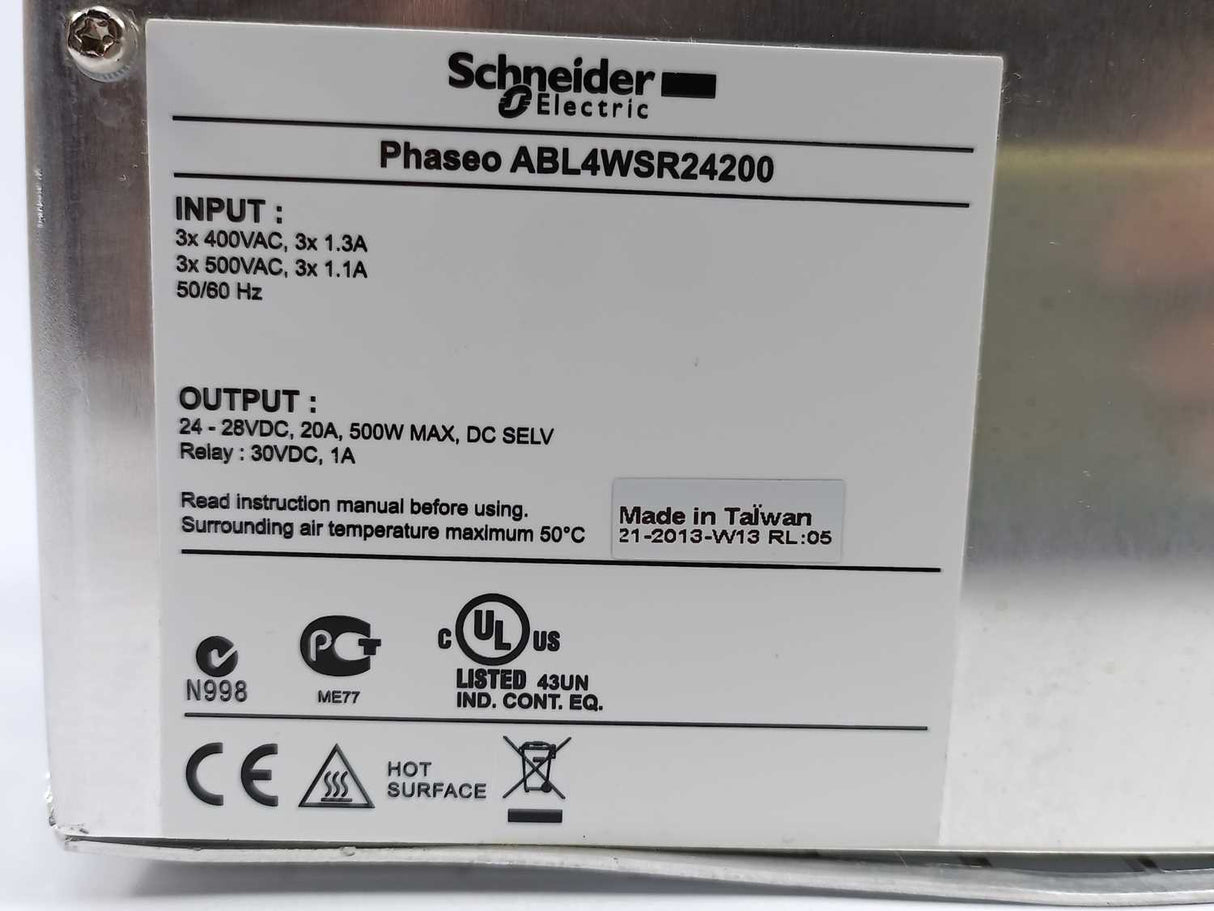 Schneider
Electric
Phaseo ABL4WSR24200
INPUT :
3x 400VAC, 3x 1.3A
3x 500VAC, 3x 1.1A
50/60 Hz
OUTPUT :
24 - 28VDC, 20A, 500W MAX, DC SELV
Relay : 30VDC, 1A
Read instruction manual before using.
Surrounding air temperature maximum 50°C
Made in Taïwan
21-2013-W13 RL:05
N998
PCT
ME77
C UL US
LISTED 43UN
IND. CONT. EQ.
CE
HOT
SURFACE